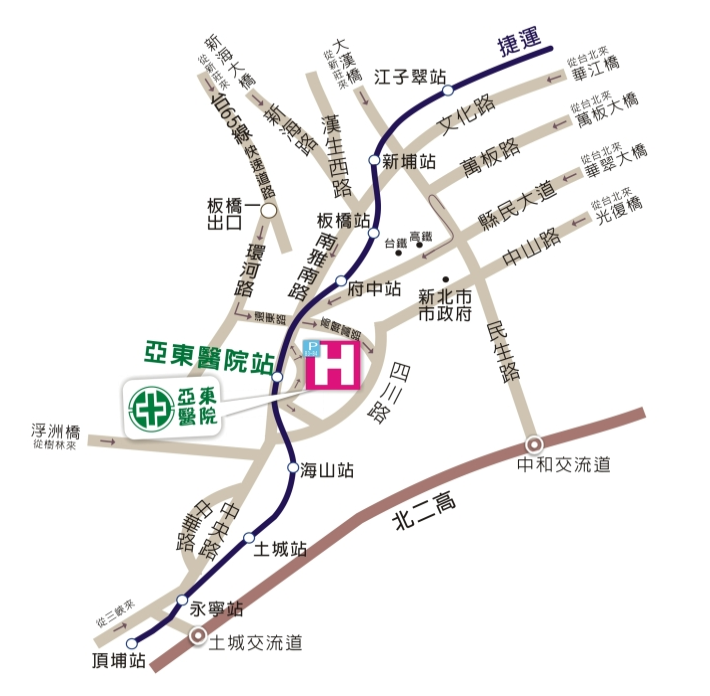 捷運
從台北來
華江橋
從台北來
萬板大橋
從台北來
華翠大橋
從台北來
光復橋
新海大橋
從新莊來
大漢橋
從新莊來
江子翠站
文化路
台65線 快速道路
新海路
漢生西路
新埔站
萬板路
板橋一
出口
板橋站
縣民大道
台鐵
高鐵
中山路
南雅南路
環河路
府中站
新北市
市政府
遠東路
民生路
亞東醫院站
P
H
四川路
亞東
醫院
浮洲橋
從樹林來
海山站
中和交流道
北二高
中華路
中央路
土城站
從三峽來
永寧站
土城交流道
頂埔站